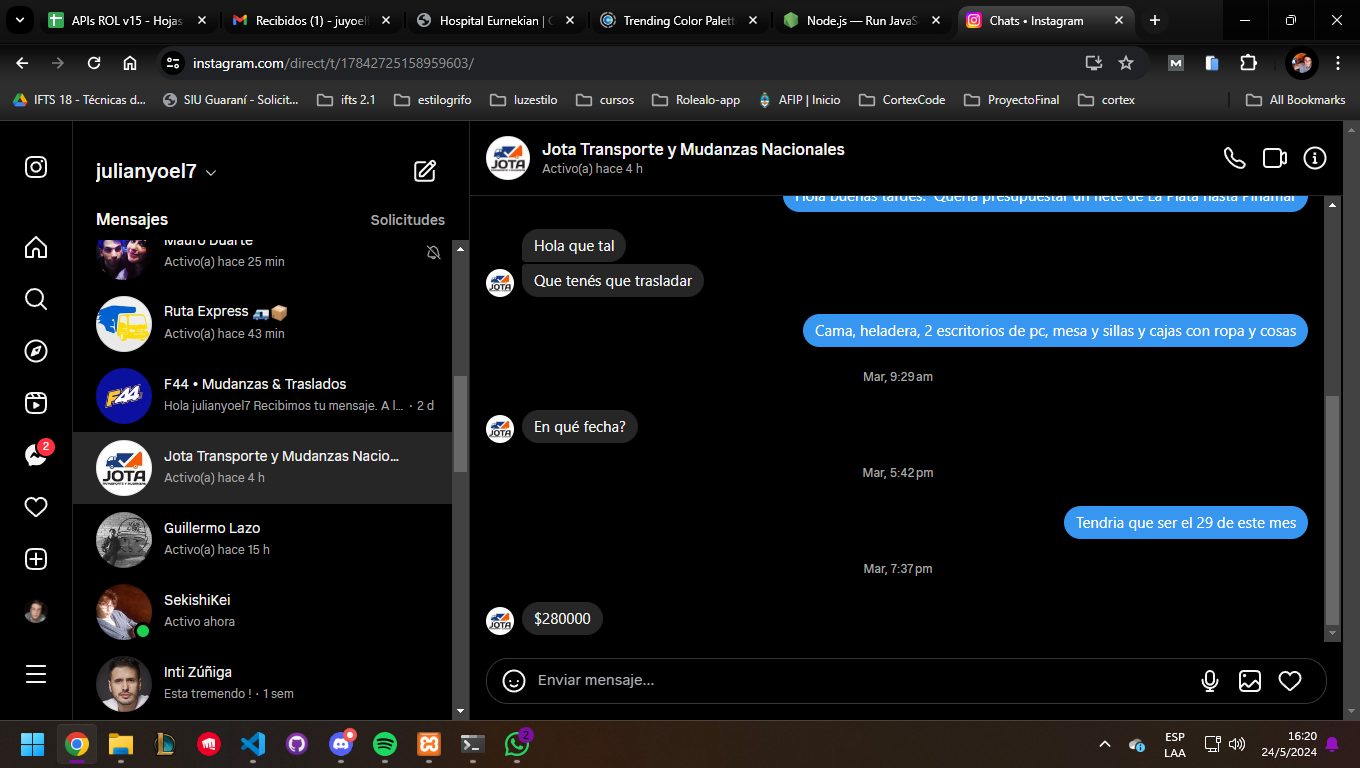 APIs ROL v15 - Hojas
Recibidos (1) - juyoel
Hospital Eurnekian | C
Trending Color Palett
Node.js — Run JavaS
Chats • Instagram
instagram.com/direct/t/17842725158959603/
IFTS 18 - Técnicas d...
SIU Guaraní - Solicit...
ifts 2.1
estilogrifo
luzestilo
cursos
Rolealo-app
AFIP | Inicio
CortexCode
ProyectoFinal
cortex
All Bookmarks
julianyoel7
Mensajes
Solicitudes
Mauro Duarte
Activo(a) hace 25 min
Ruta Express
Activo(a) hace 43 min
F44
F44 • Mudanzas & Traslados
Hola julianyoel7 Recibimos tu mensaje. A l... · 2 d
2
JOTA
Jota Transporte y Mudanzas Nacio...
Activo(a) hace 4 h
Guillermo Lazo
Activo(a) hace 15 h
SekishiKei
Activo ahora
Inti Zúñiga
Esta tremendo ! · 1 sem
JOTA
Jota Transporte y Mudanzas Nacionales
Activo(a) hace 4 h
Hola buenas tardes. Queria presupuestar un flete de La Plata hasta Pinamar
Hola que tal
JOTA
Que tenés que trasladar
Cama, heladera, 2 escritorios de pc, mesa y sillas y cajas con ropa y cosas
Mar, 9:29 am
JOTA
En qué fecha?
Mar, 5:42 pm
Tendria que ser el 29 de este mes
Mar, 7:37 pm
JOTA
$280000
Enviar mensaje...
2
ESP
LAA
16:20
24/5/2024